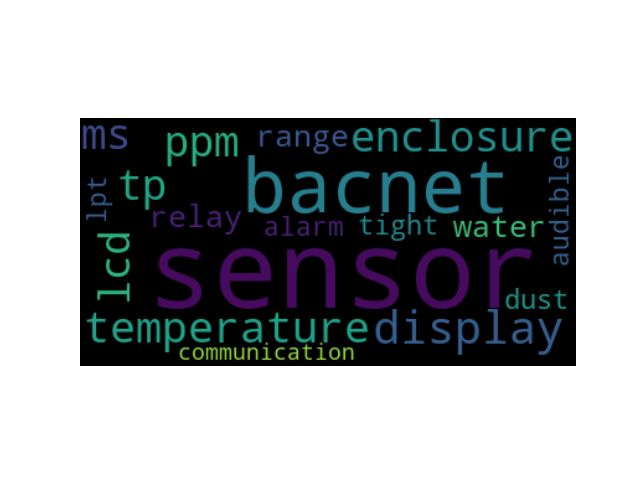 ms
ppm
range
enclosure
bacnet
tp
lpt
audible
relay
alarm
tight
water
lcd
sensor
dust
temperature
display
communication